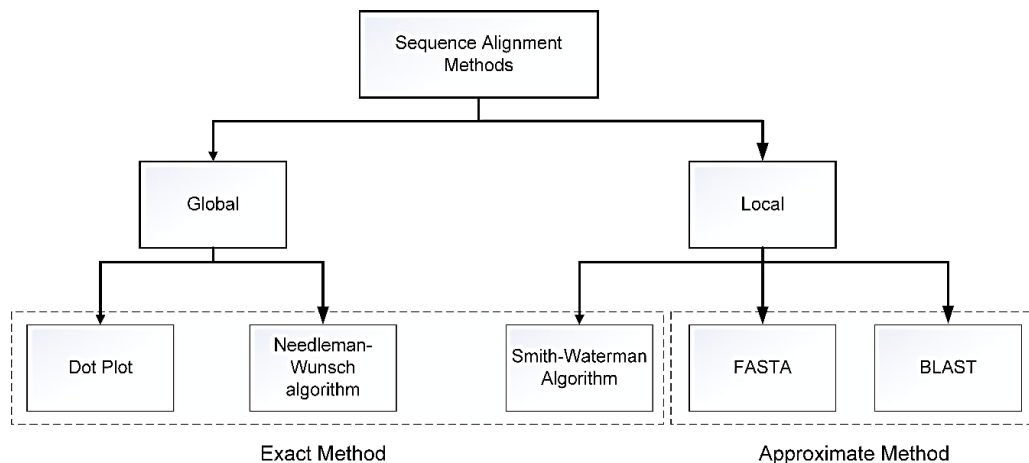 Sequence Alignment
Methods
Global
Local
Dot Plot
Needleman-
Wunsch
algorithm
Smith-Waterman
Algorithm
FASTA
BLAST
Exact Method
Approximate Method